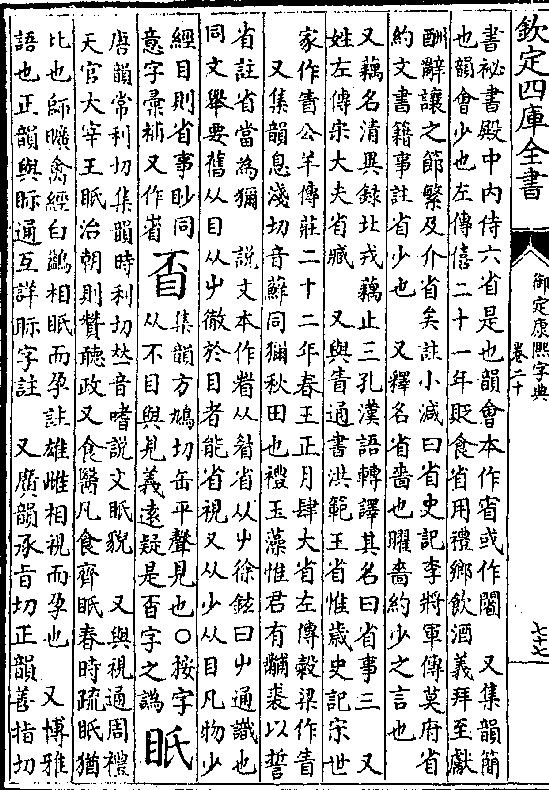 欽定四庫全書
御定康熙字典
卷二十
書祕書殿中内侍六省是也韻會本作省或作闇 又集韻簡
也韻會少也左傳僖二十一年貶食省用禮鄉飲酒義拜至獻
酬辭讓之節繁及介省矣註小減曰省史記李將軍傳莫府省
約文書籍事註省少也 又釋名省嗇也曜嗇約少之言也
又藕名清異録北戎藕止三孔漢語轉譯其名曰省事三 又
姓左傳宋大夫省臧 又與眚通書洪範王省惟歲史記宋世
家作眚公羊傳莊二十二年春王正月肆大省左傳榖梁作眚
又集韻息淺切音蘚同獮秋田也禮玉藻惟君有黼裘以誓
省註省當為獮 說文本作从眉省从屮徐鉉曰屮通識也
同文舉要舊从目从屮徹於目者能省視又从少从目凡物少
經目則省事眇同
意字彙補又作
集韻方鳩切缶平聲見也○按字
从不目與見義遠疑是否字之譌
眂
唐韻常利切集韻時利切𠀤音嗜說文眂貌 又與視通周禮
天官大宰王眂治朝則贊聽政又食醫凡食齊眂春時疏眂猶
比也師曠禽經白鷁相眂而孕註雄雌相視而孕也 又博雅
語也正韻與眎通互詳眎字註 又廣韻承㫖切正韻善指切